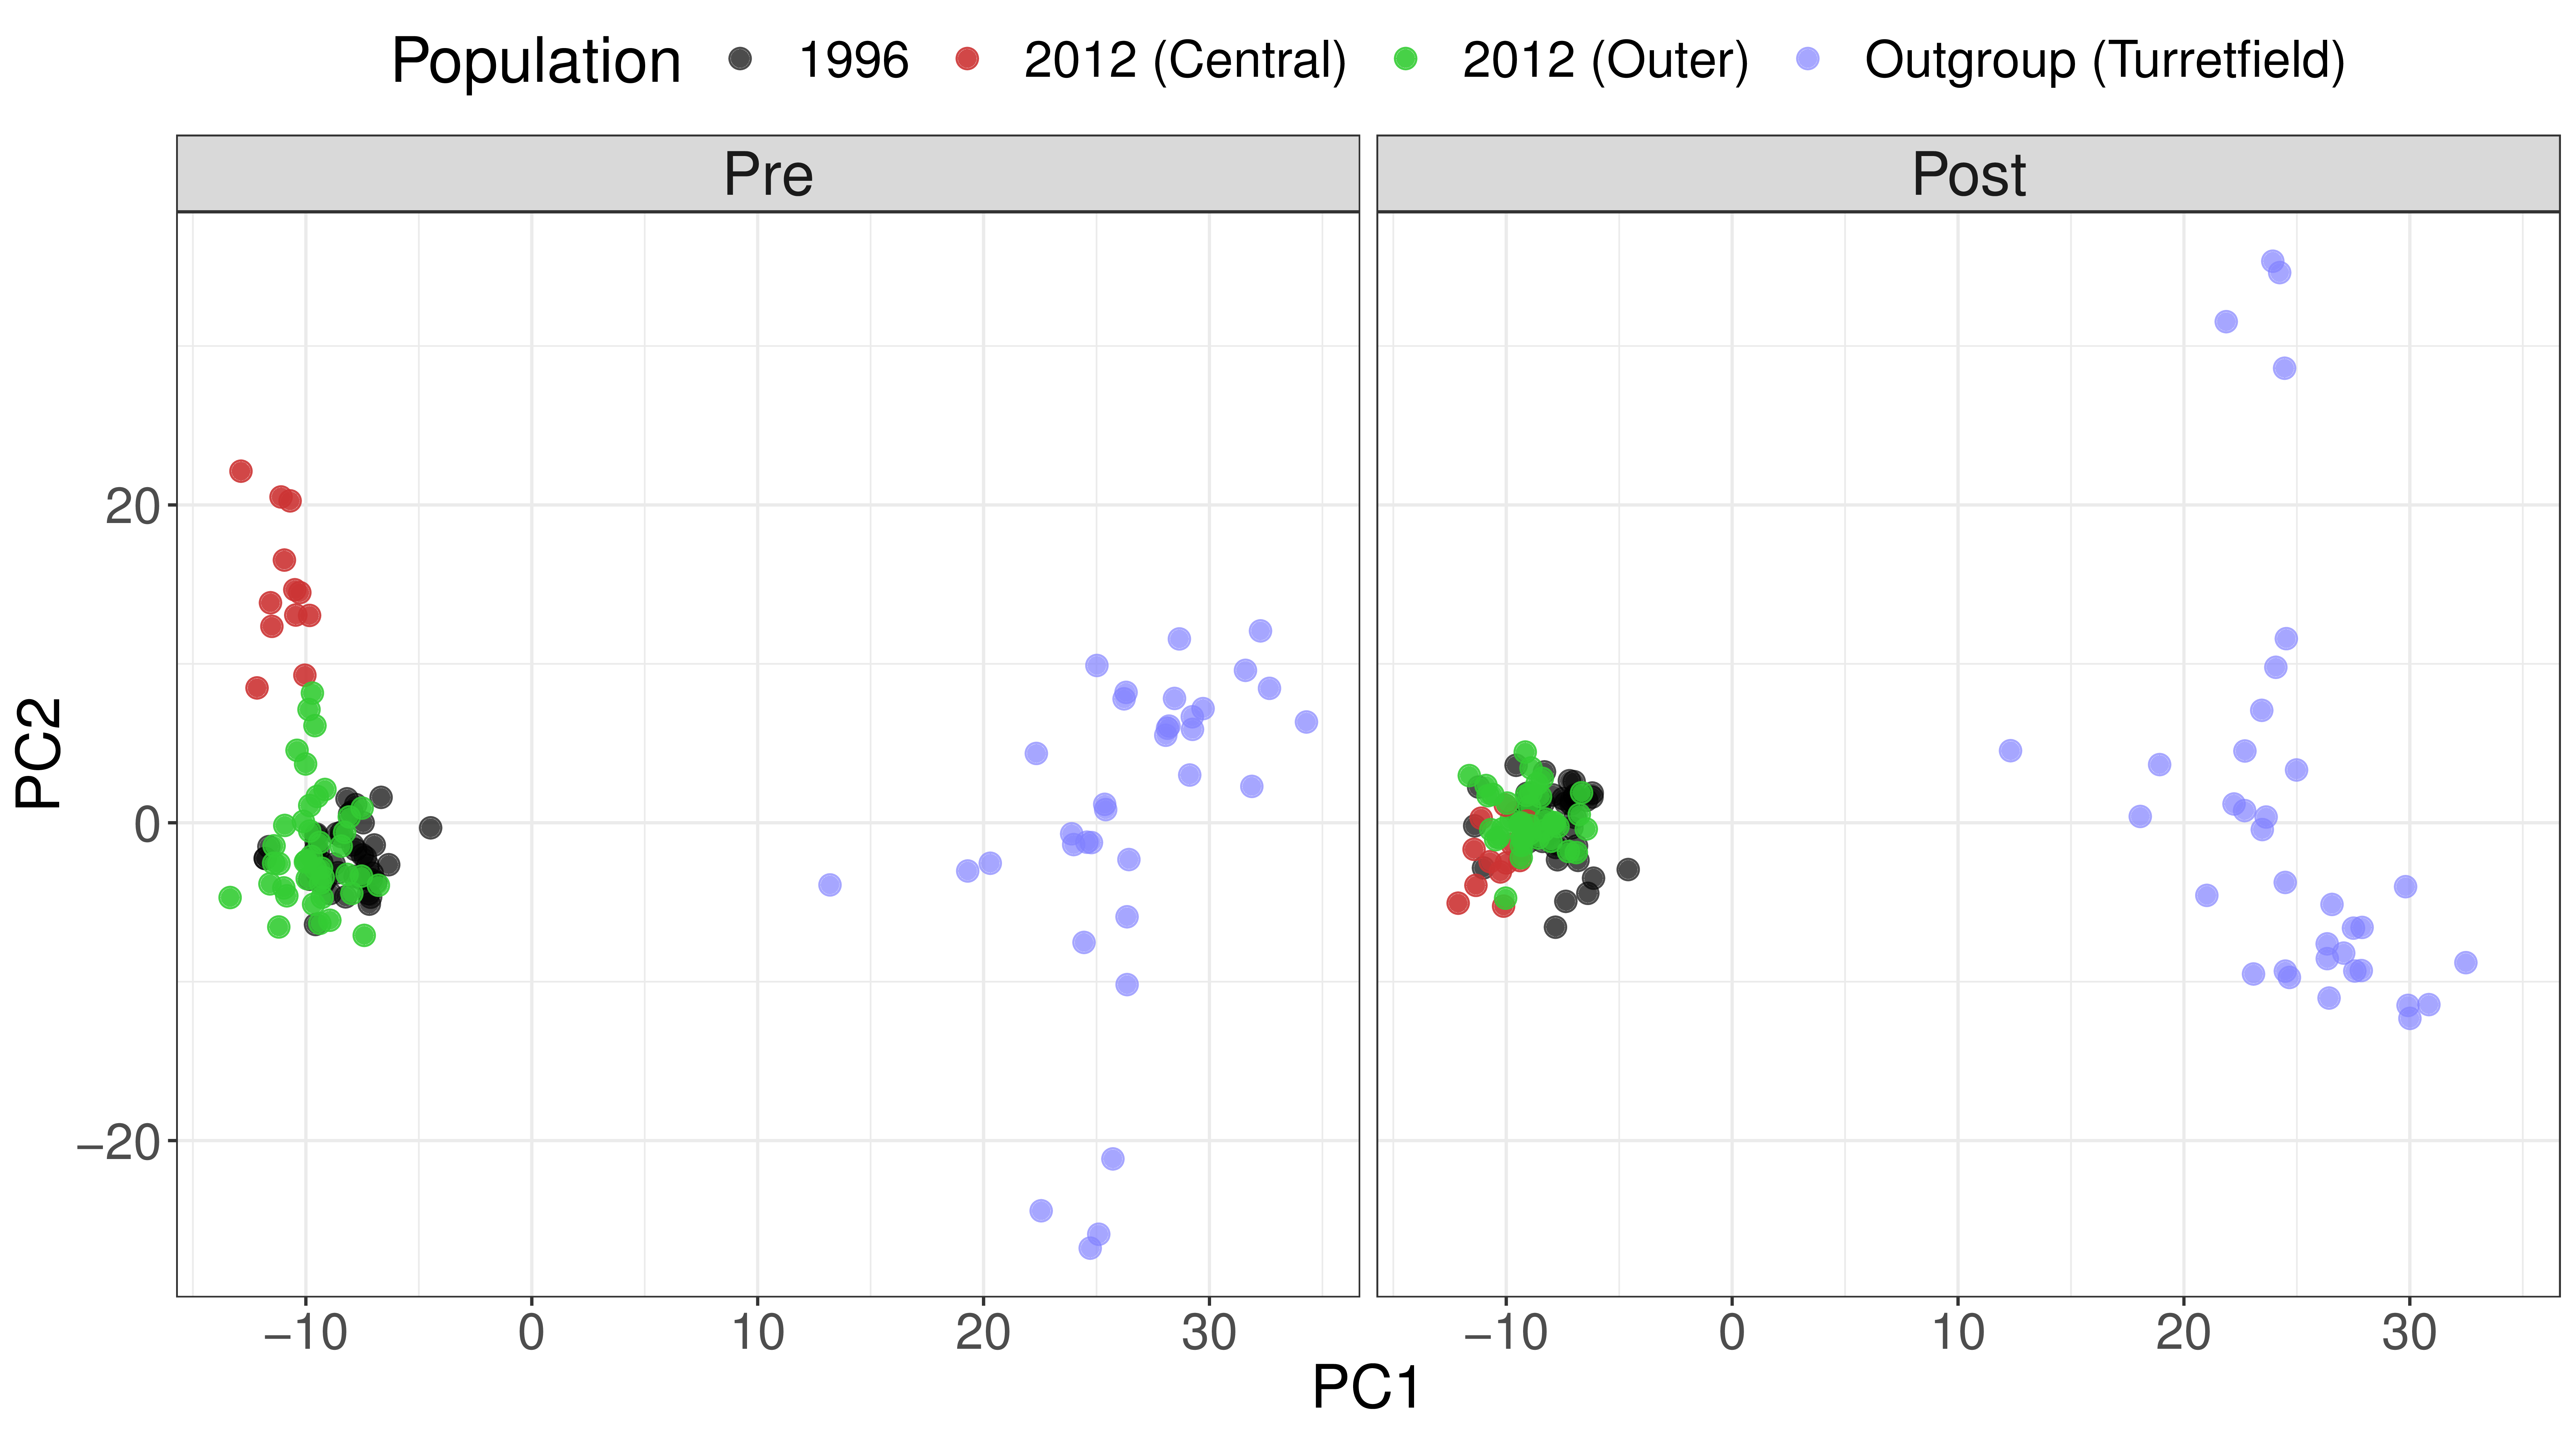 Population 1996 2012 (Central) 2012 (Outer) Outgroup (Turretfield)
Pre Post
PC2
20
0
−20
−10 0 10 20 30 −10 0 10 20 30
PC1